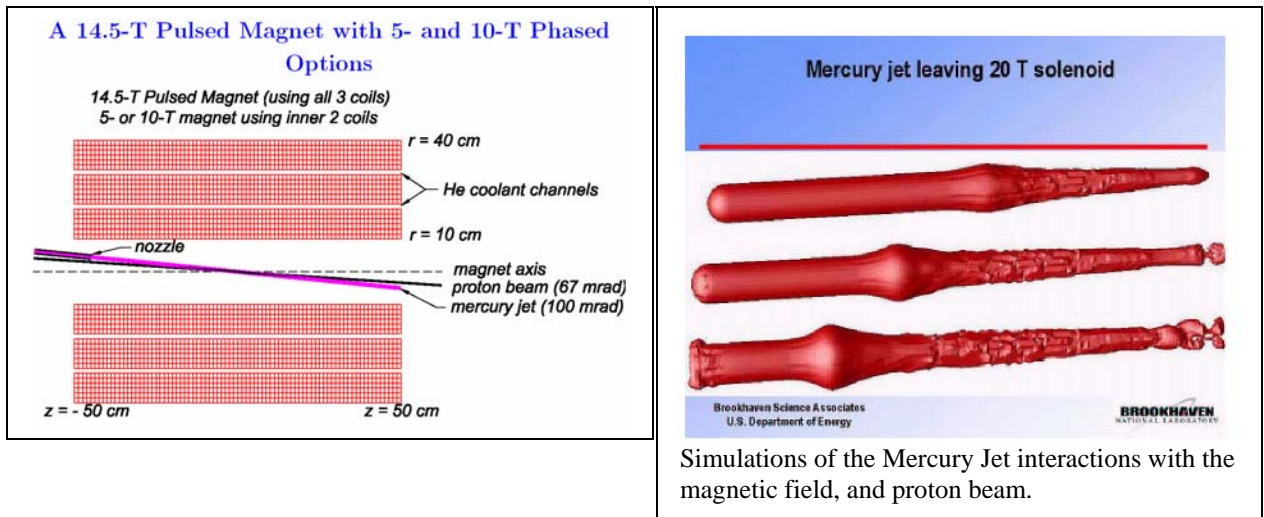 A 14.5-T Pulsed Magnet with 5- and 10-T Phased
Options
14.5-T Pulsed Magnet (using all 3 coils)
5- or 10-T magnet using inner 2 coils
r = 40 cm
He coolant channels
r = 10 cm
nozzle
magnet axis
proton beam (67 mrad)
mercury jet (100 mrad)
z = - 50 cm
z = 50 cm
Mercury jet leaving 20 T solenoid
Brookhaven Science Associates
U.S. Department of Energy
BROOKHAVEN
NATIONAL LABORATORY
Simulations of the Mercury Jet interactions with the
magnetic field, and proton beam.